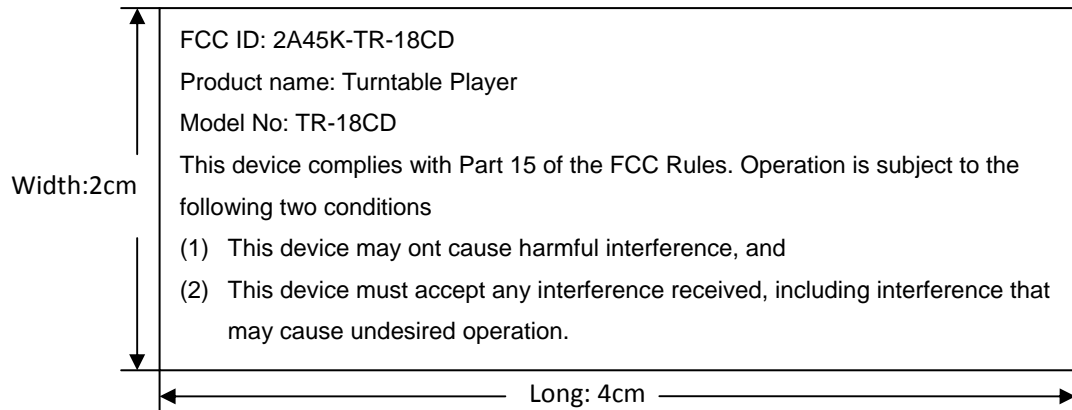 FCC ID: 2A45K-TR-18CD
Product name: Turntable Player
Model No: TR-18CD
This device complies with Part 15 of the FCC Rules. Operation is subject to the
following two conditions
(1) This device may ont cause harmful interference, and
(2) This device must accept any interference received, including interference that
may cause undesired operation.
Width:2cm
Long: 4cm